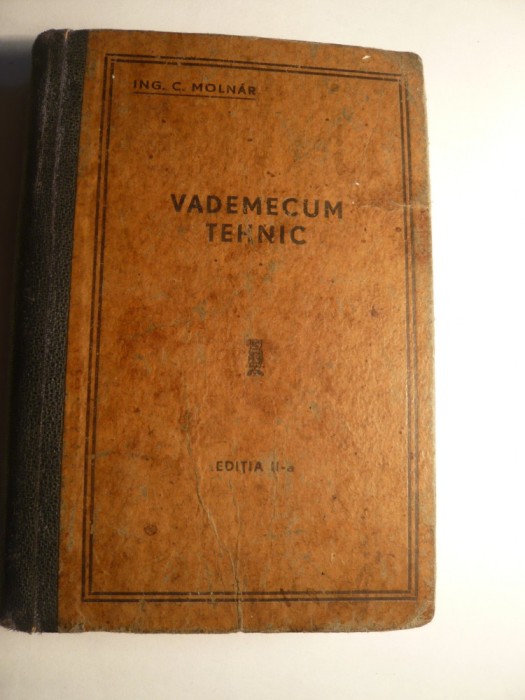 ING. C. MOLNÁR
VADEMECUM
TEHNIC
EDIȚIA II-a